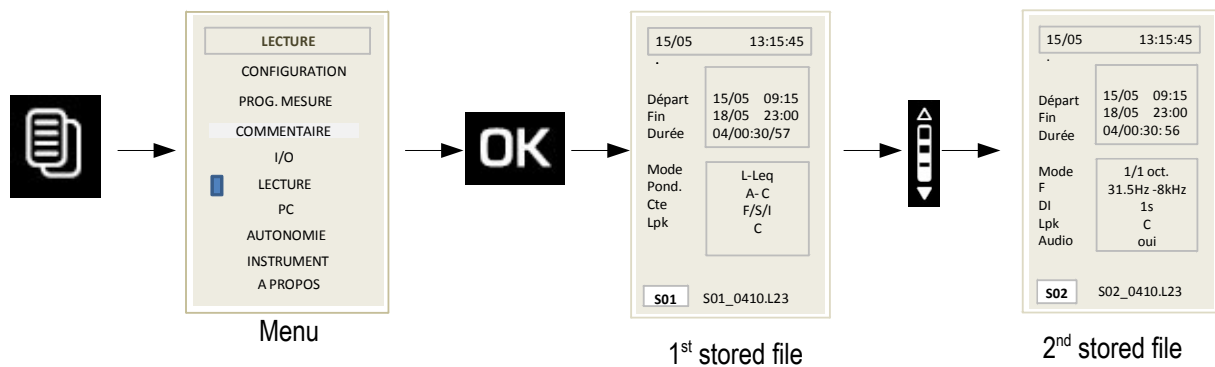 LECTURE
CONFIGURATION
PROG. MESURE
COMMENTAIRE
I/O
LECTURE
PC
AUTONOMIE
INSTRUMENT
A PROPOS
Menu
OK
15/05 13:15:45
.
Départ 15/05 09:15
Fin 18/05 23:00
Durée 04/00:30/57
Mode L-Leq
Pond. A- C
Cte F/S/I
Lpk C
S01 S01_0410.L23
1st stored file
15/05 13:15:45
.
Départ 15/05 09:15
Fin 18/05 23:00
Durée 04/00:30: 56
Mode 1/1 oct.
F 31.5Hz -8kHz
DI 1s
Lpk C
Audio oui
S02 S02_0410.L23
2nd stored file